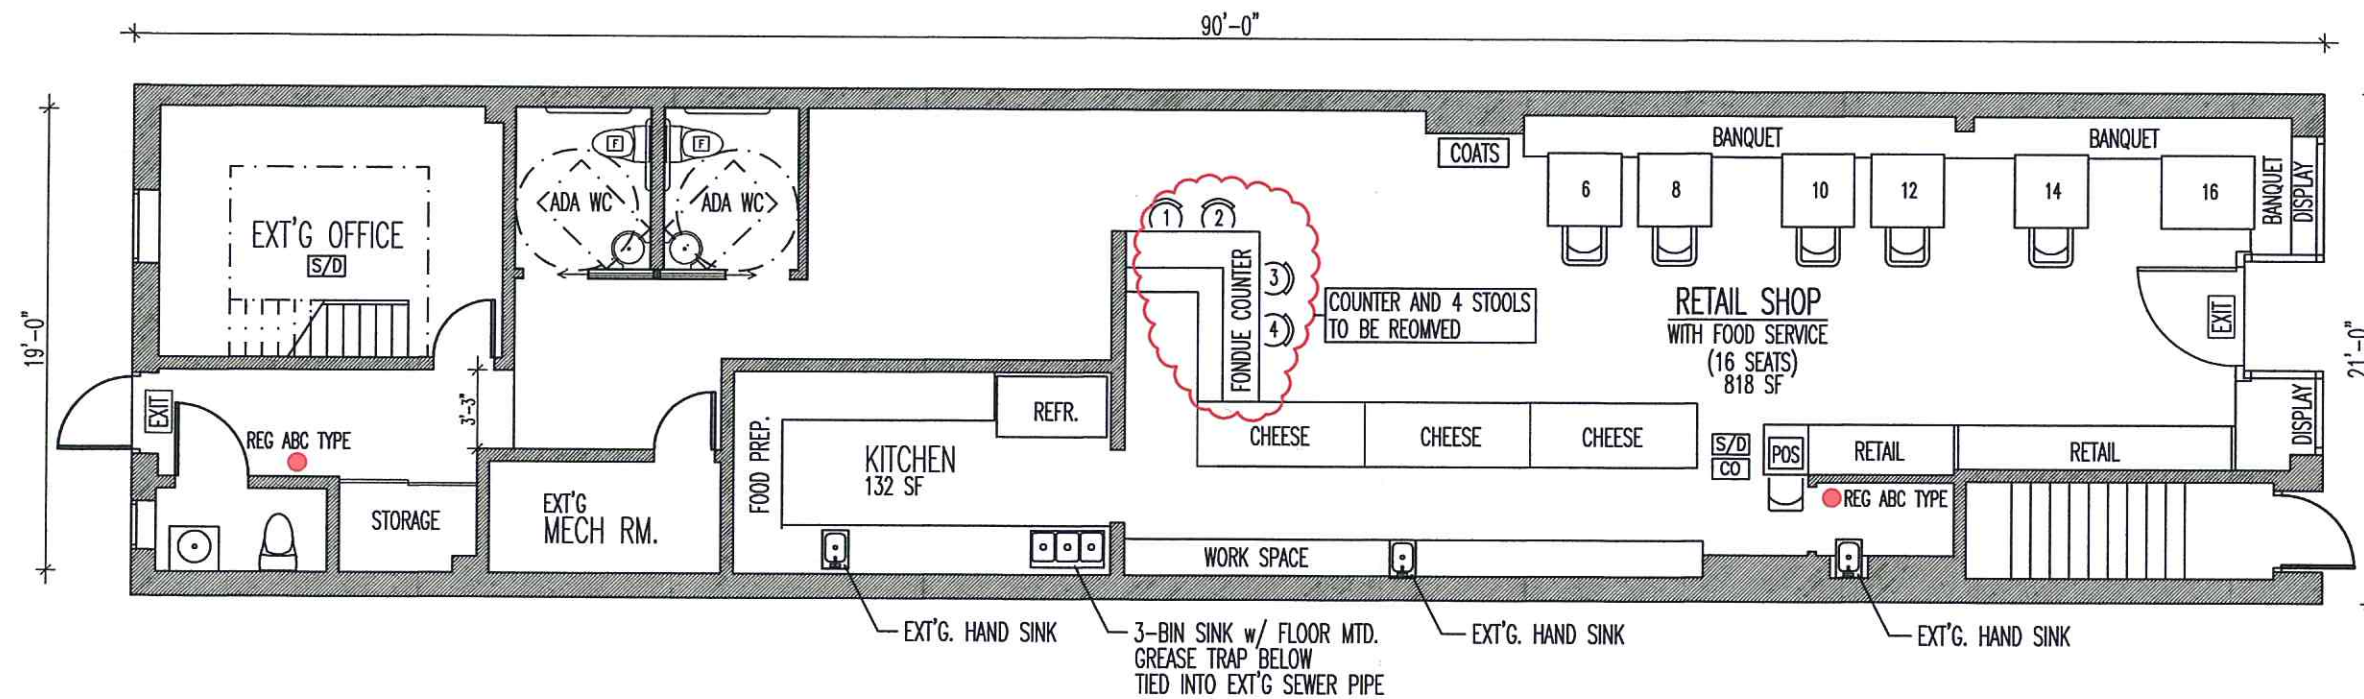 90'-0"
19'-0"
21'-0"
EXT'G OFFICE
S/D
F
F
ADA WC
ADA WC
COATS
BANQUET
BANQUET
BANQUET
DISPLAY
6
8
10
12
14
16
1
2
3
4
FONDUE COUNTER
COUNTER AND 4 STOOLS
TO BE REOMVED
RETAIL SHOP
WITH FOOD SERVICE
(16 SEATS)
818 SF
EXIT
EXIT
3'-3"
REG ABC TYPE
STORAGE
EXT'G
MECH RM.
FOOD PREP.
KITCHEN
132 SF
REFR.
CHEESE
CHEESE
CHEESE
S/D
CO
POS
RETAIL
RETAIL
DISPLAY
REG ABC TYPE
WORK SPACE
EXT'G. HAND SINK
3-BIN SINK w/ FLOOR MTD.
GREASE TRAP BELOW
TIED INTO EXT'G SEWER PIPE
EXT'G. HAND SINK
EXT'G. HAND SINK